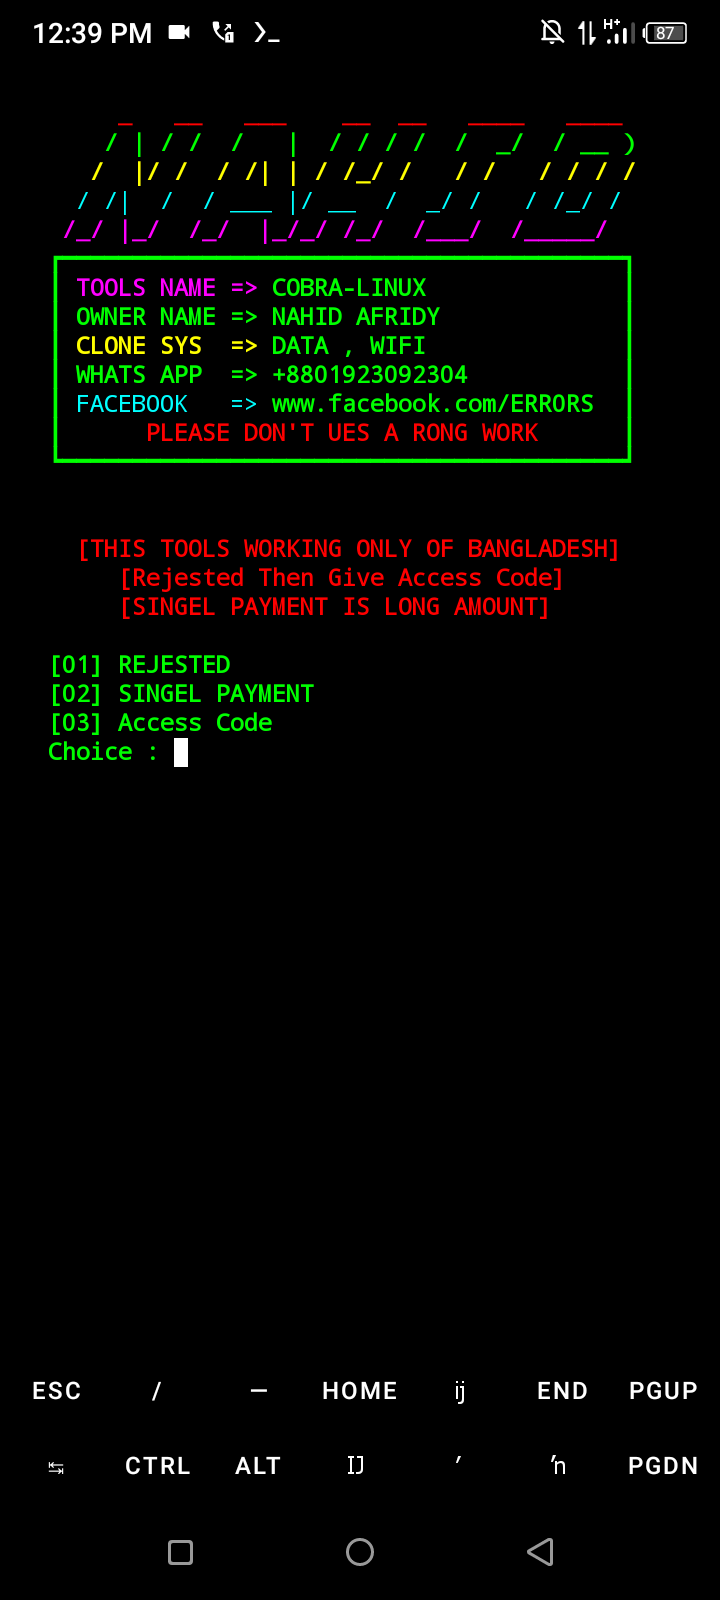 12:39 PM H+ 87
NAHID
TOOLS NAME => COBRA-LINUX
OWNER NAME => NAHID AFRIDY
CLONE SYS => DATA , WIFI
WHATS APP => +8801923092304
FACEBOOK => www.facebook.com/ERRORS
PLEASE DON'T UES A RONG WORK
[THIS TOOLS WORKING ONLY OF BANGLADESH]
[Rejested Then Give Access Code]
[SINGEL PAYMENT IS LONG AMOUNT]
[01] REJESTED
[02] SINGEL PAYMENT
[03] Access Code
Choice :
ESC / — HOME ij END PGUP
↹ CTRL ALT IJ ʹ ŉ PGDN